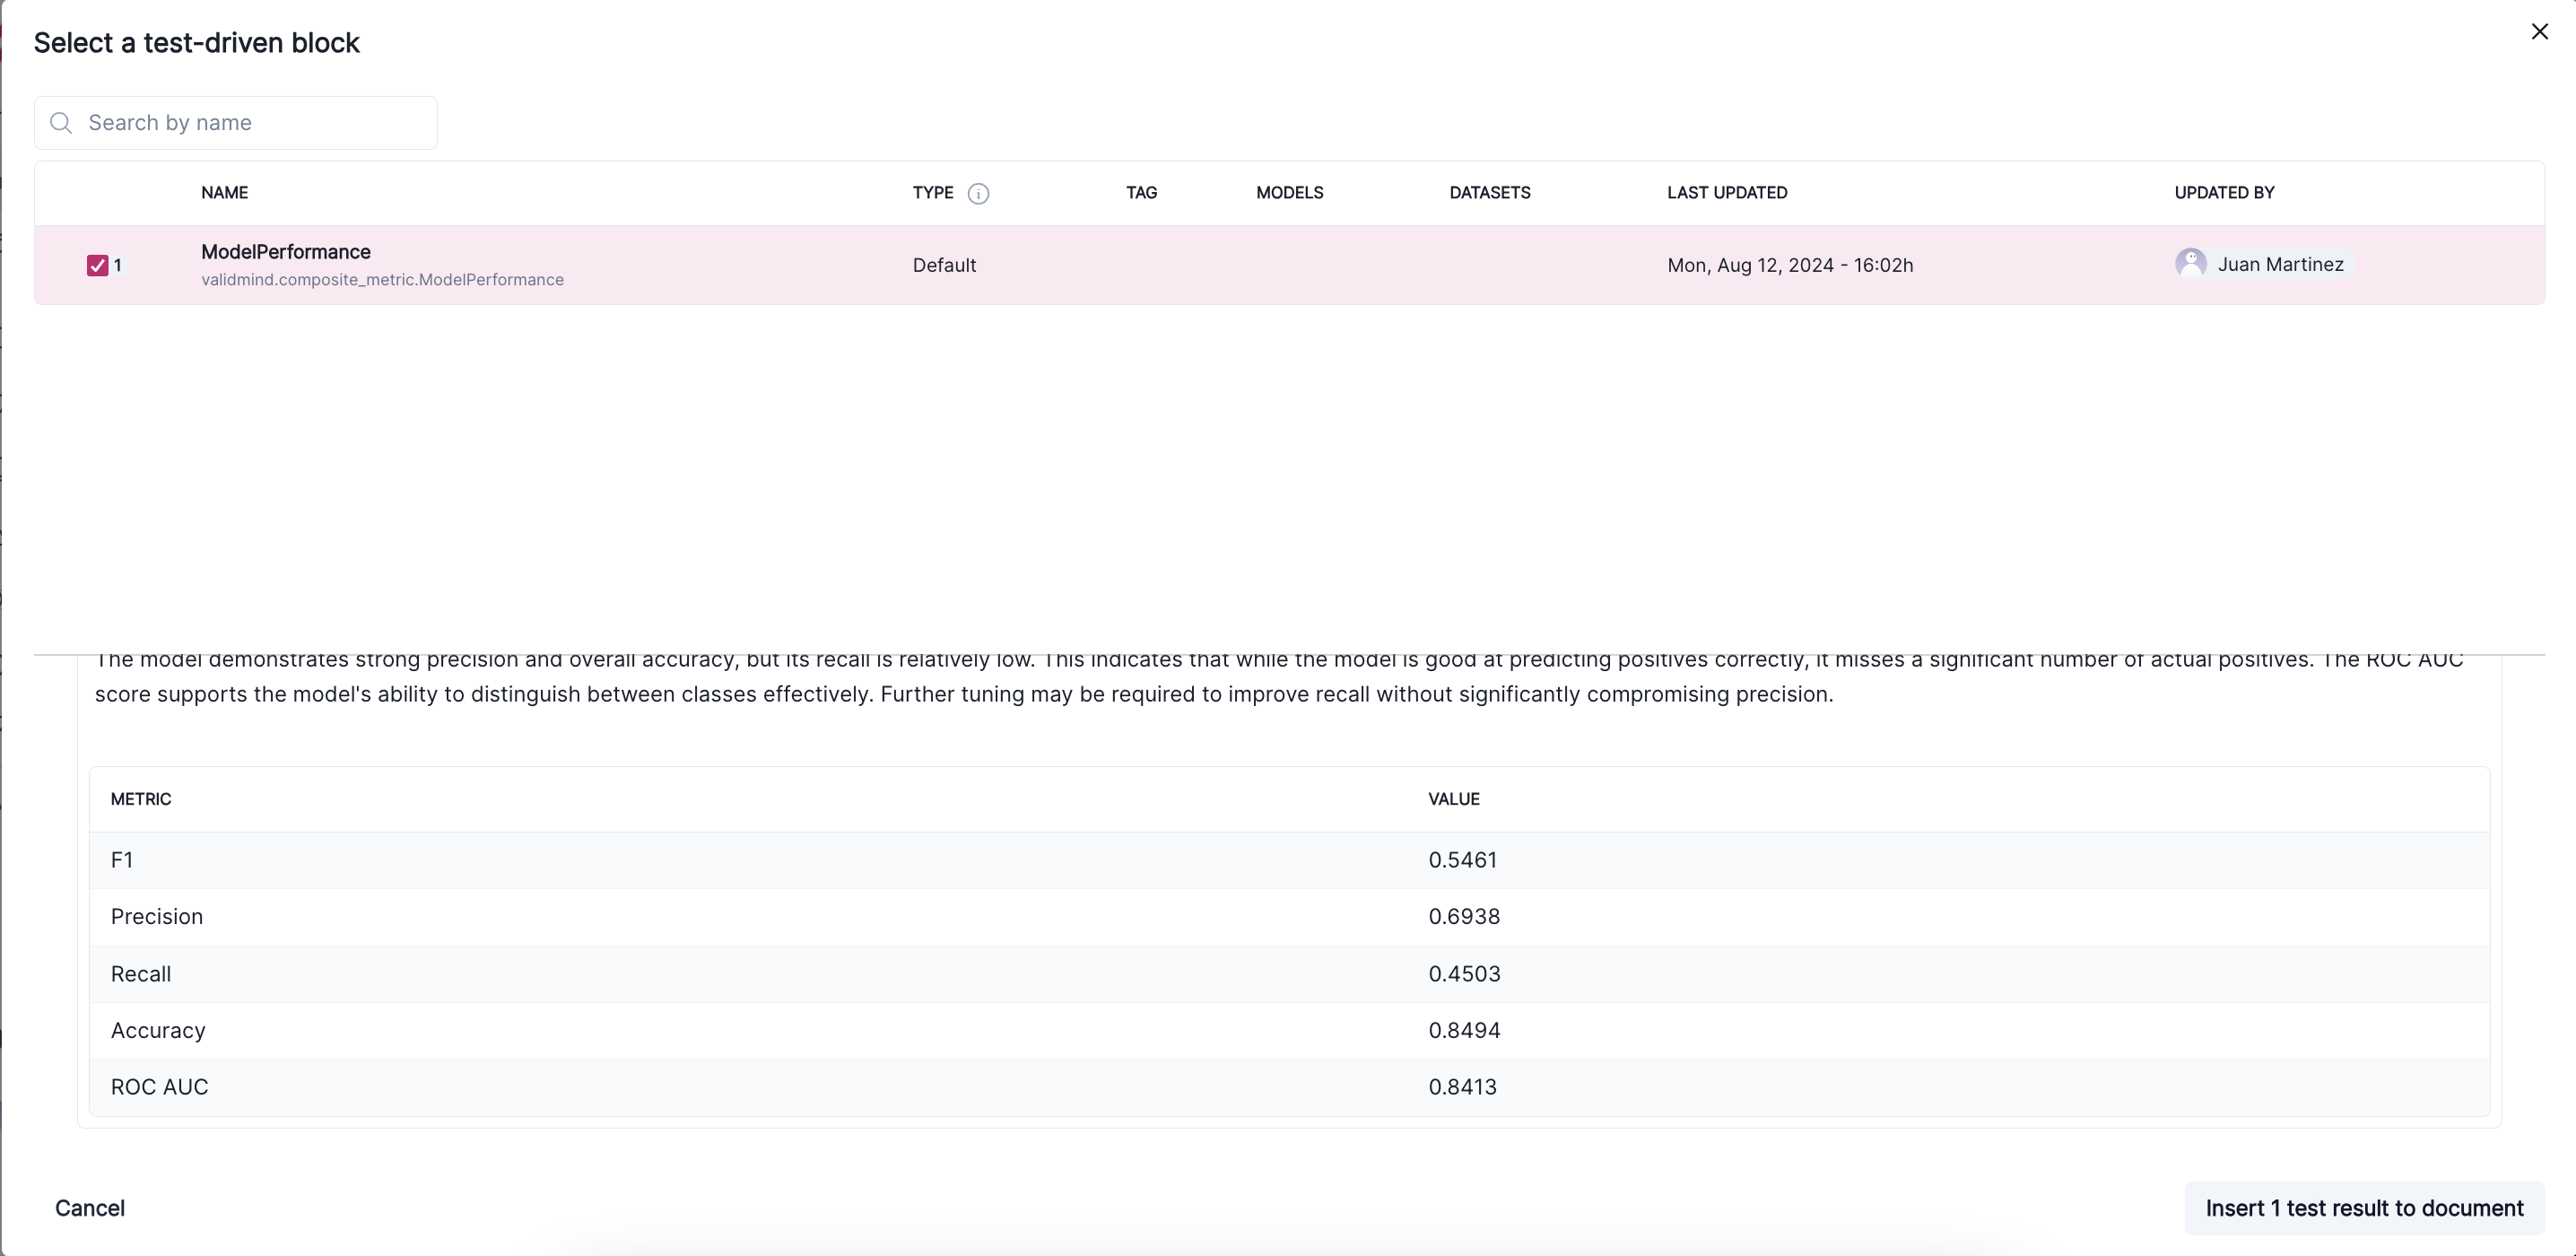 Select a test-driven block
Search by name
NAME TYPE TAG MODELS DATASETS LAST UPDATED UPDATED BY
1 ModelPerformance Default Mon, Aug 12, 2024 - 16:02h Juan Martinez
validmind.composite_metric.ModelPerformance
The model demonstrates strong precision and overall accuracy, but its recall is relatively low. This indicates that while the model is good at predicting positives correctly, it misses a significant number of actual positives. The ROC AUC
score supports the model's ability to distinguish between classes effectively. Further tuning may be required to improve recall without significantly compromising precision.
METRIC VALUE
F1 0.5461
Precision 0.6938
Recall 0.4503
Accuracy 0.8494
ROC AUC 0.8413
Cancel Insert 1 test result to document